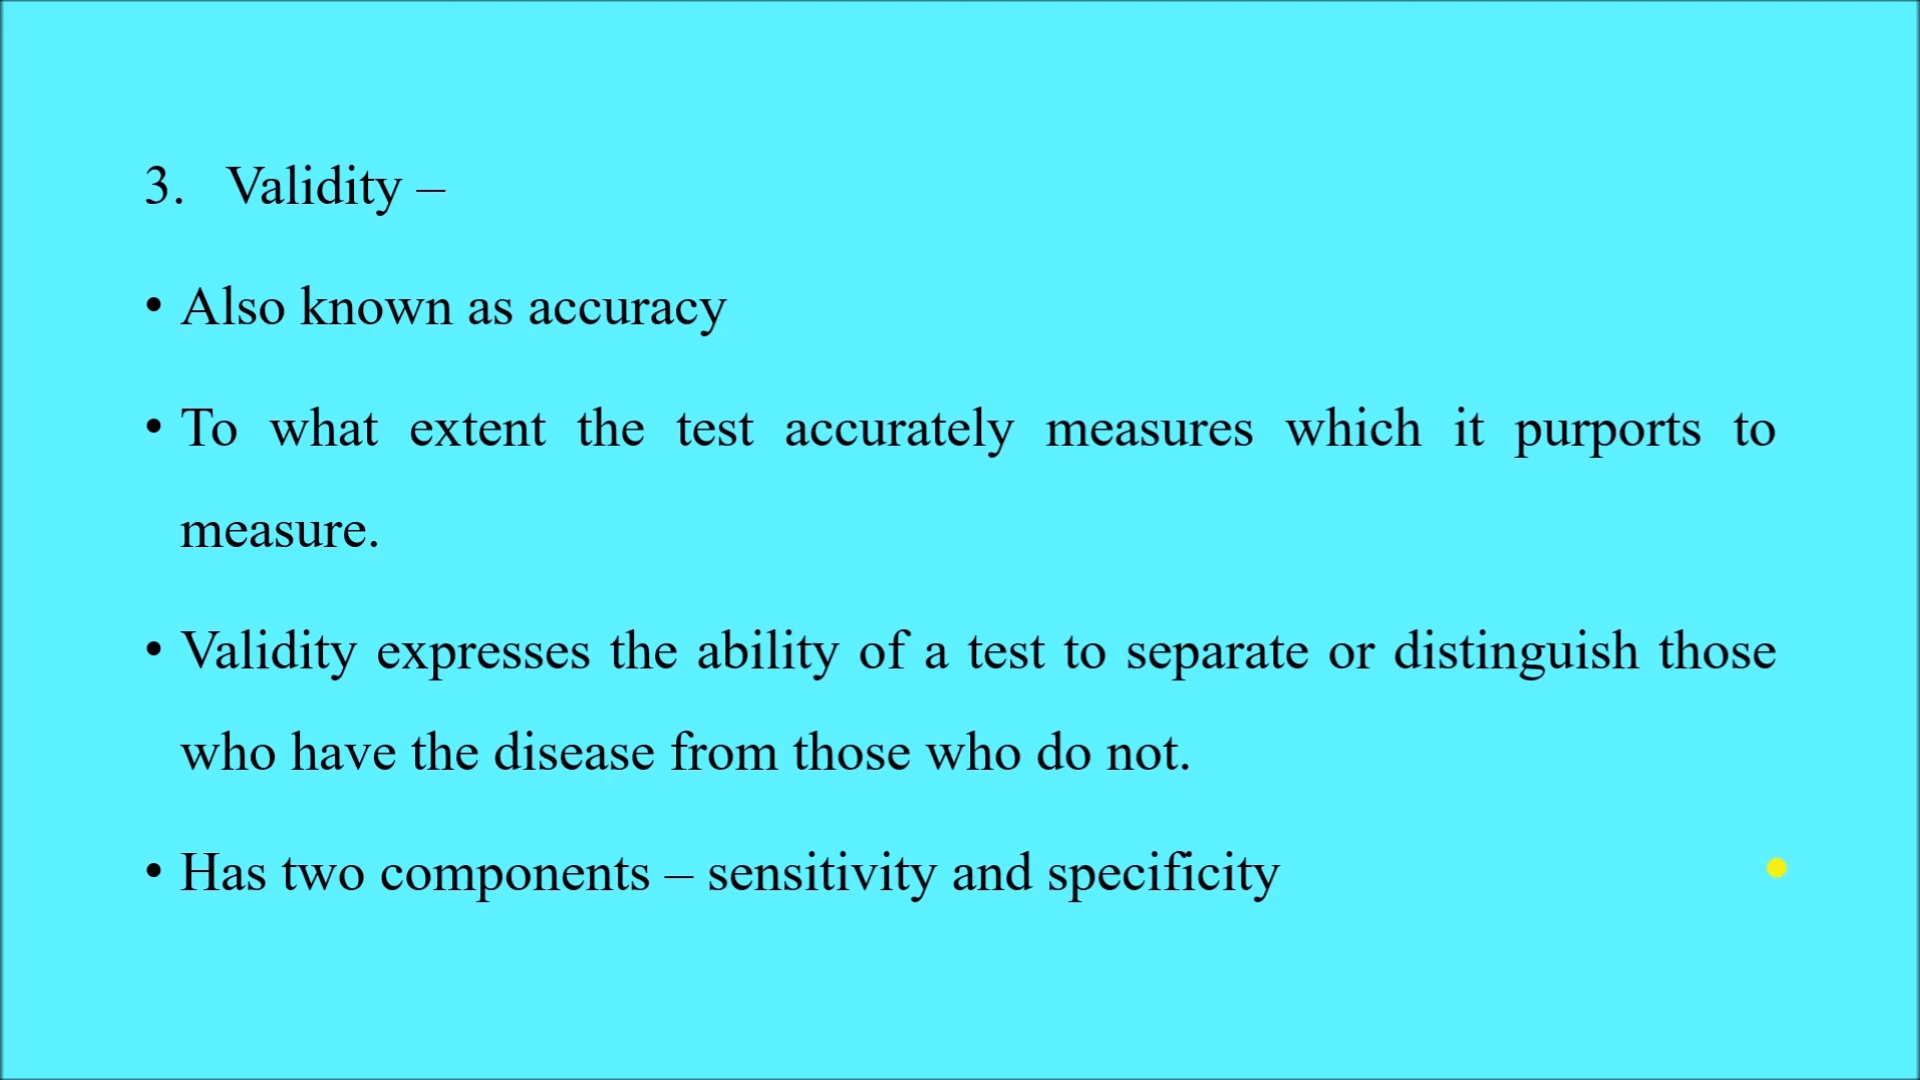 3. Validity –
• Also known as accuracy
• To what extent the test accurately measures which it purports to
measure.
• Validity expresses the ability of a test to separate or distinguish those
who have the disease from those who do not.
• Has two components – sensitivity and specificity